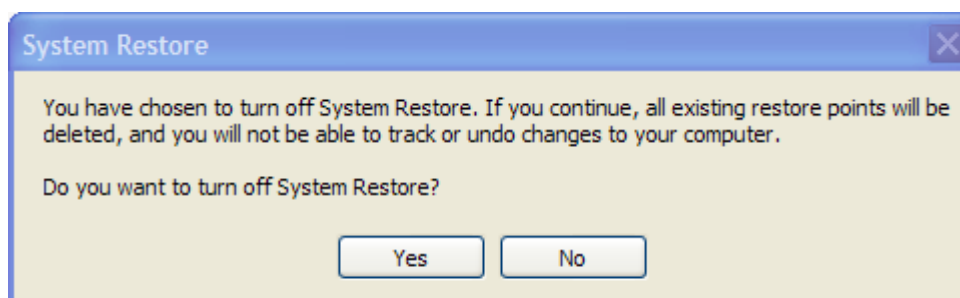 System Restore
You have chosen to turn off System Restore. If you continue, all existing restore points will be
deleted, and you will not be able to track or undo changes to your computer.
Do you want to turn off System Restore?
Yes
No